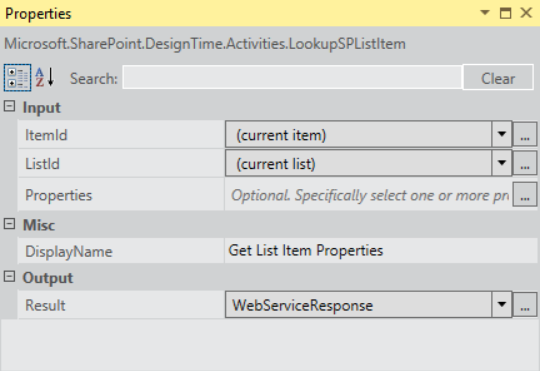 Properties
Microsoft.SharePoint.DesignTime.Activities.LookupSPListItem
Search: Clear
Input
ItemId (current item) ...
ListId (current list) ...
Properties Optional. Specifically select one or more pr ...
Misc
DisplayName Get List Item Properties
Output
Result WebServiceResponse ...